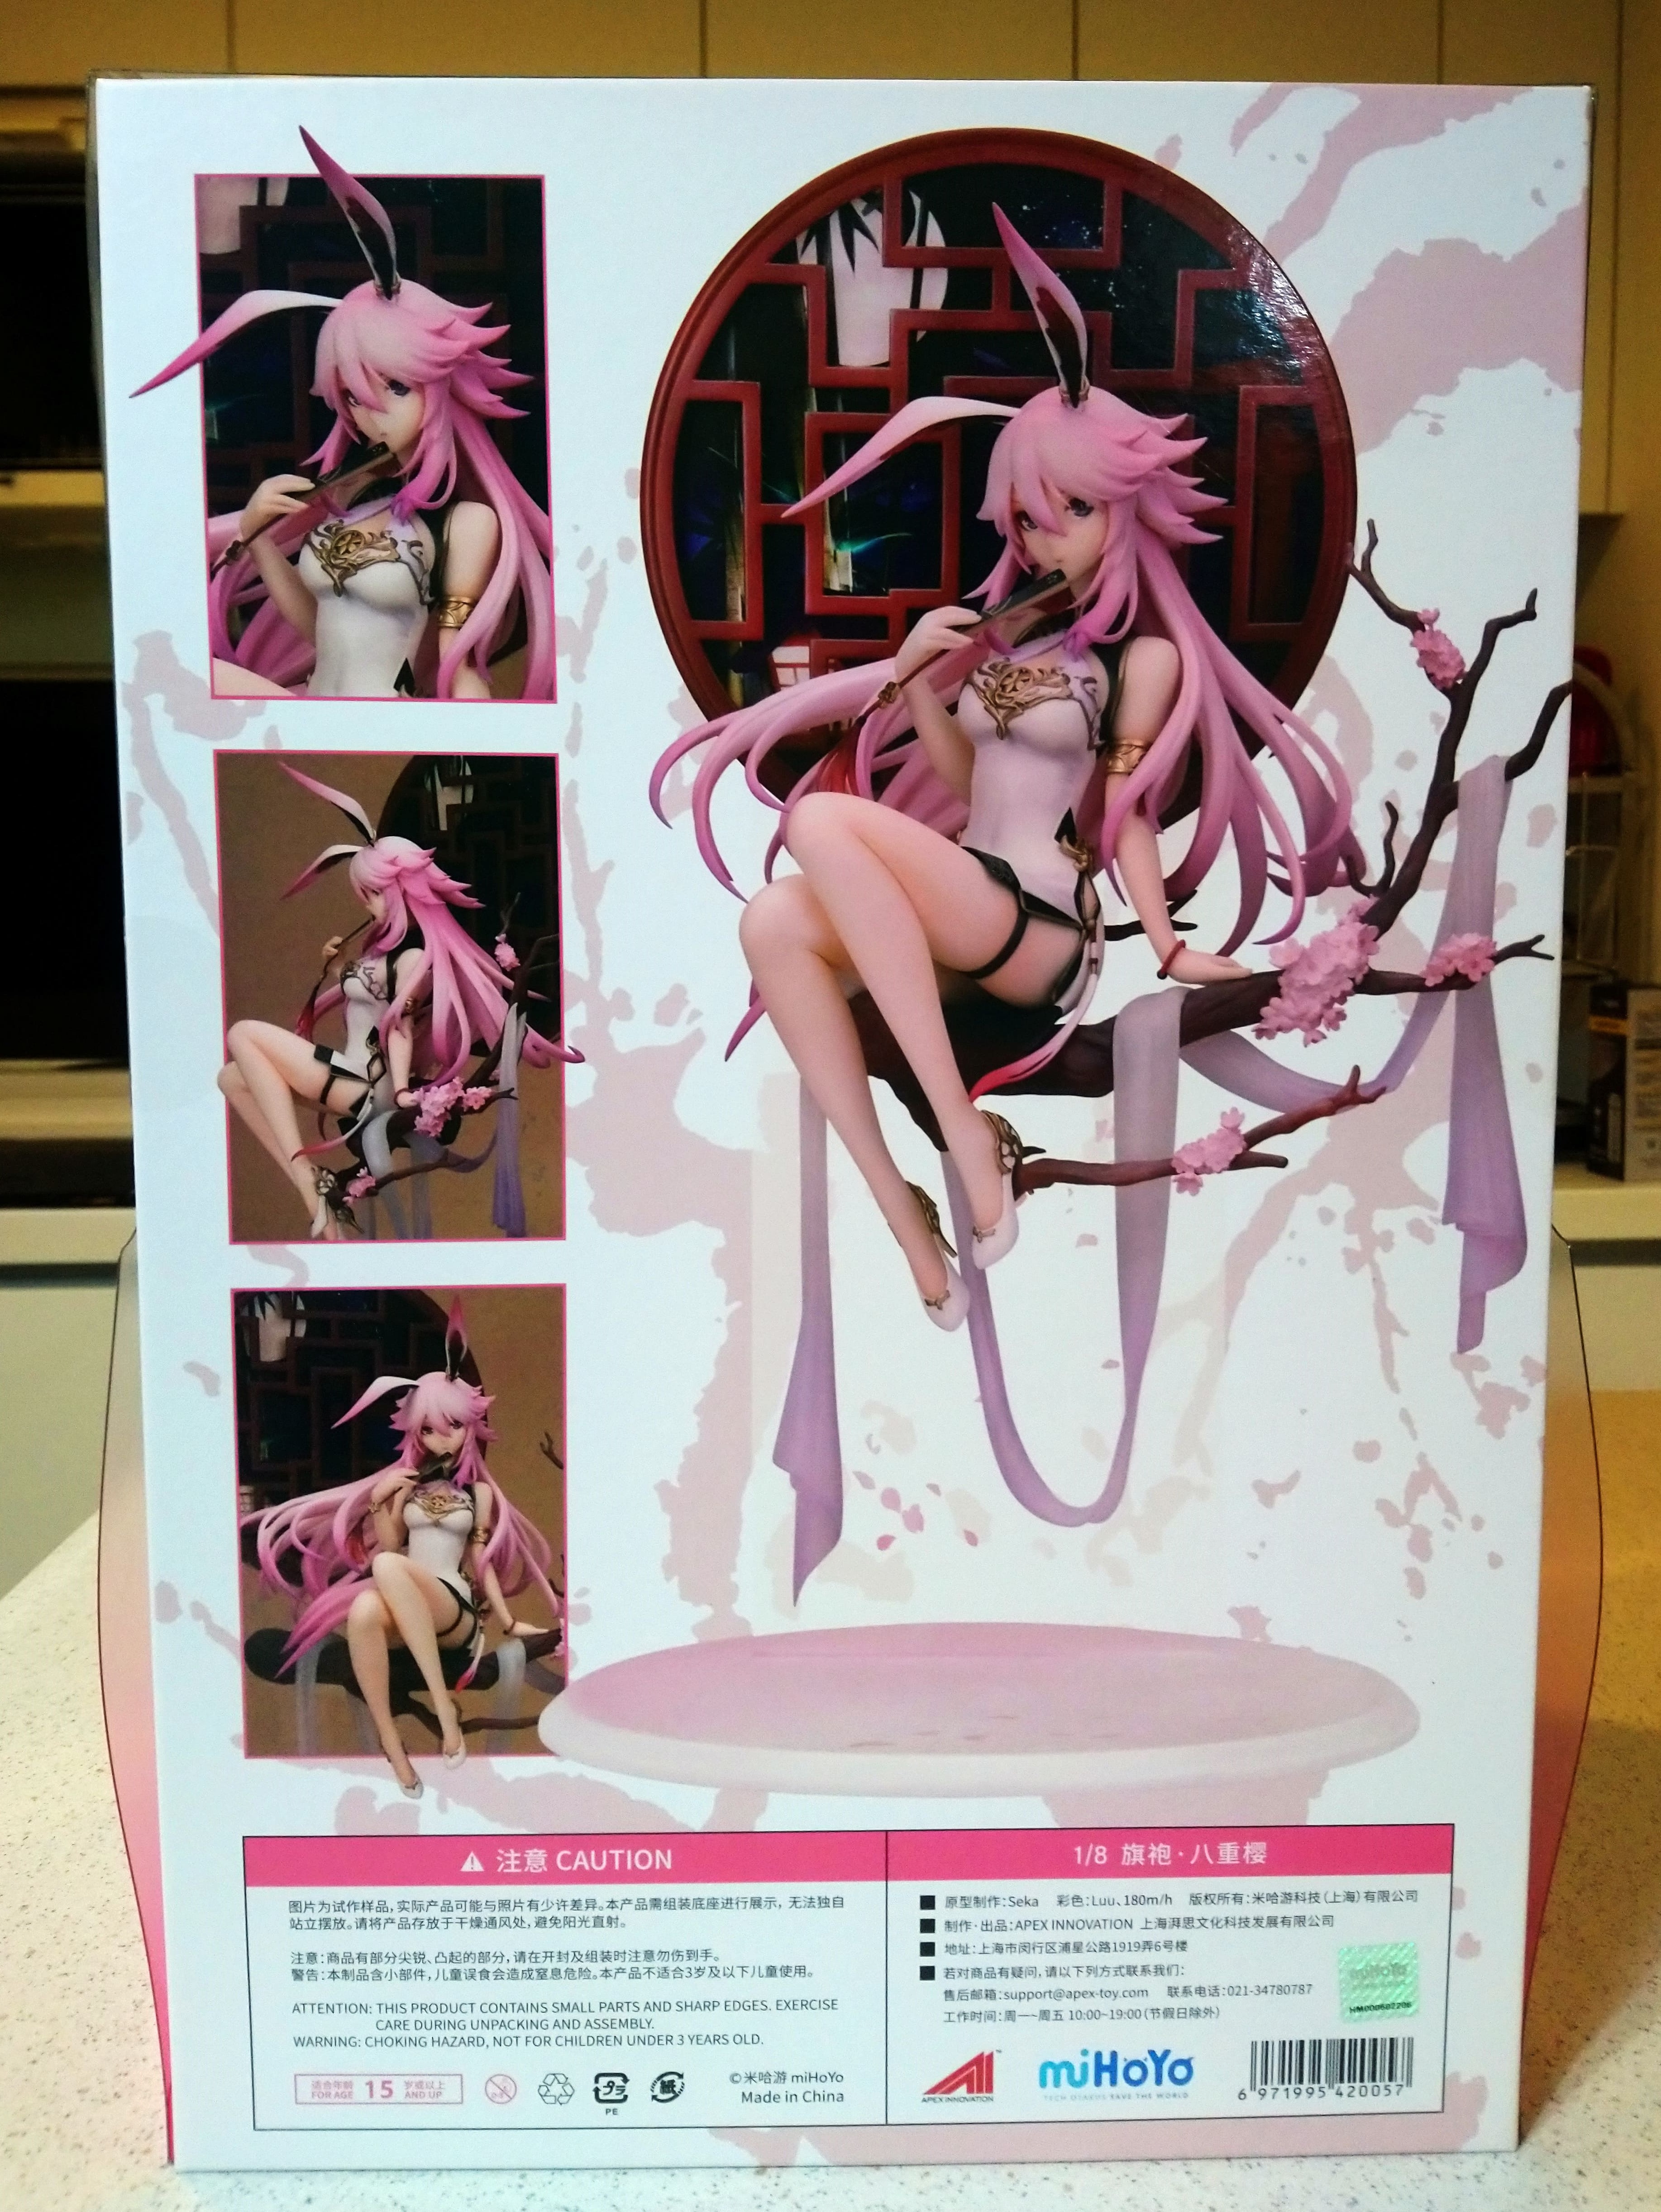 ⚠ 注意 CAUTION
图片为试作样品,实际产品可能与照片有少许差异。本产品需组装底座进行展示,无法独自
站立摆放。请将产品存放于干燥通风处,避免阳光直射。
注意:商品有部分尖锐、凸起的部分,请在开封及组装时注意勿伤到手。
警告:本制品含小部件,儿童误食会造成窒息危险。本产品不适合3岁及以下儿童使用。
ATTENTION: THIS PRODUCT CONTAINS SMALL PARTS AND SHARP EDGES. EXERCISE
CARE DURING UNPACKING AND ASSEMBLY.
WARNING: CHOKING HAZARD, NOT FOR CHILDREN UNDER 3 YEARS OLD.
适合年龄 15 岁或以上
FOR AGE AND UP
0-3
プラ
PE
紙
©米哈游 miHoYo
Made in China
1/8 旗袍·八重樱
■ 原型制作:Seka 彩色:Luu、180m/h 版权所有:米哈游科技(上海)有限公司
■ 制作·出品:APEX INNOVATION 上海湃思文化科技发展有限公司
■ 地址:上海市闵行区浦星公路1919弄6号楼
■ 若对商品有疑问,请以下列方式联系我们:
售后邮箱:support@apex-toy.com 联系电话:021-34780787
工作时间:周一~周五 10:00~19:00(节假日除外)
miHoYo
HM000602206
APEX INNOVATION
miHoYo
TECH OTAKUS SAVE THE WORLD
6 971995 420057